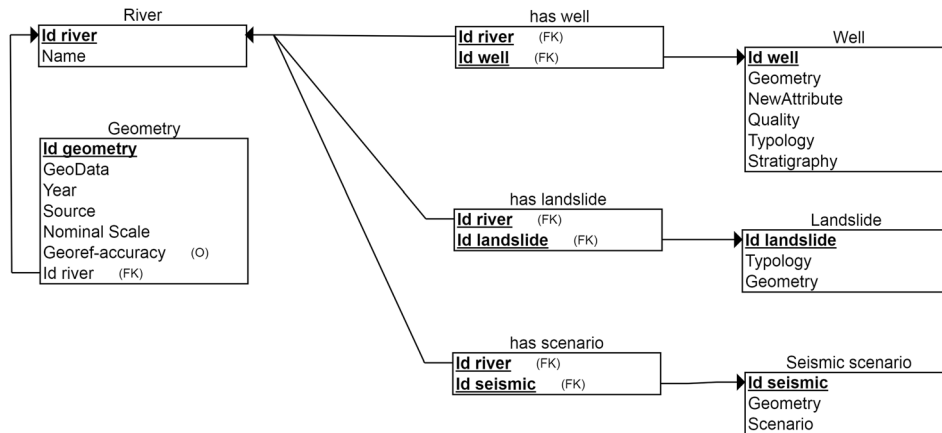 River
Id river
Name
Geometry
Id geometry
GeoData
Year
Source
Nominal Scale
Georef-accuracy (O)
Id river (FK)
has well
Id river (FK)
Id well (FK)
Well
Id well
Geometry
NewAttribute
Quality
Typology
Stratigraphy
has landslide
Id river (FK)
Id landslide (FK)
Landslide
Id landslide
Typology
Geometry
has scenario
Id river (FK)
Id seismic (FK)
Seismic scenario
Id seismic
Geometry
Scenario